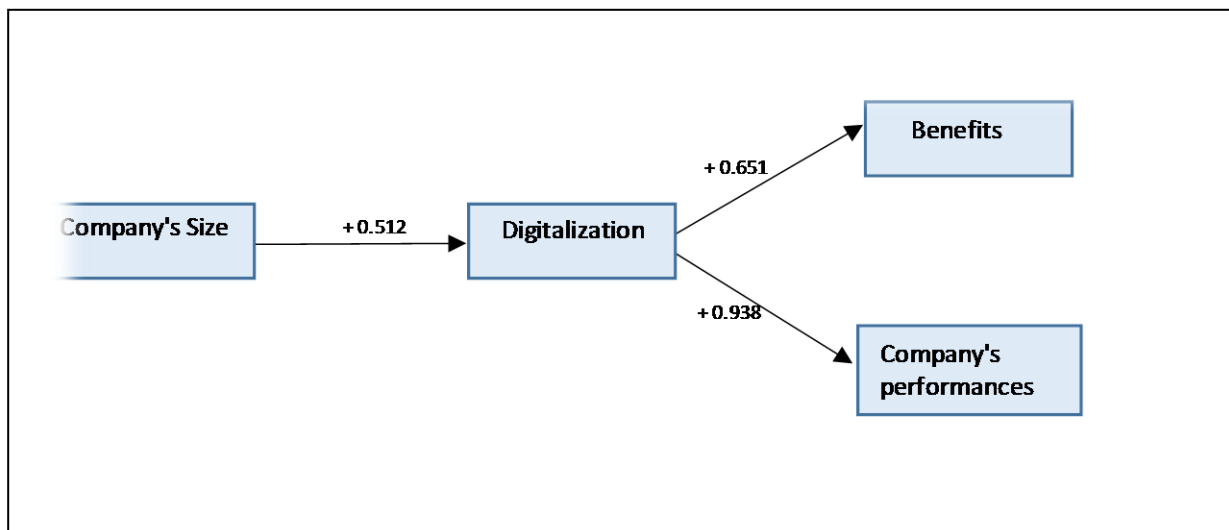 Benefits
+ 0.651
Company's Size
+ 0.512
Digitalization
+ 0.938
Company's
performances